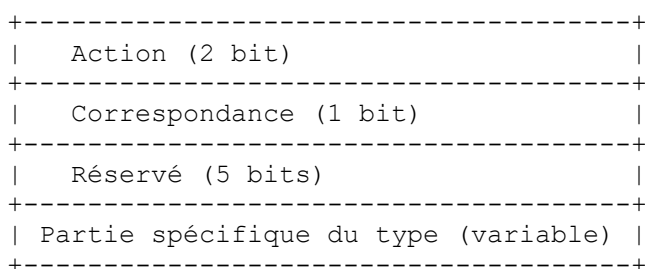 Action (2 bit)
Correspondance (1 bit)
Réservé (5 bits)
Partie spécifique du type (variable)